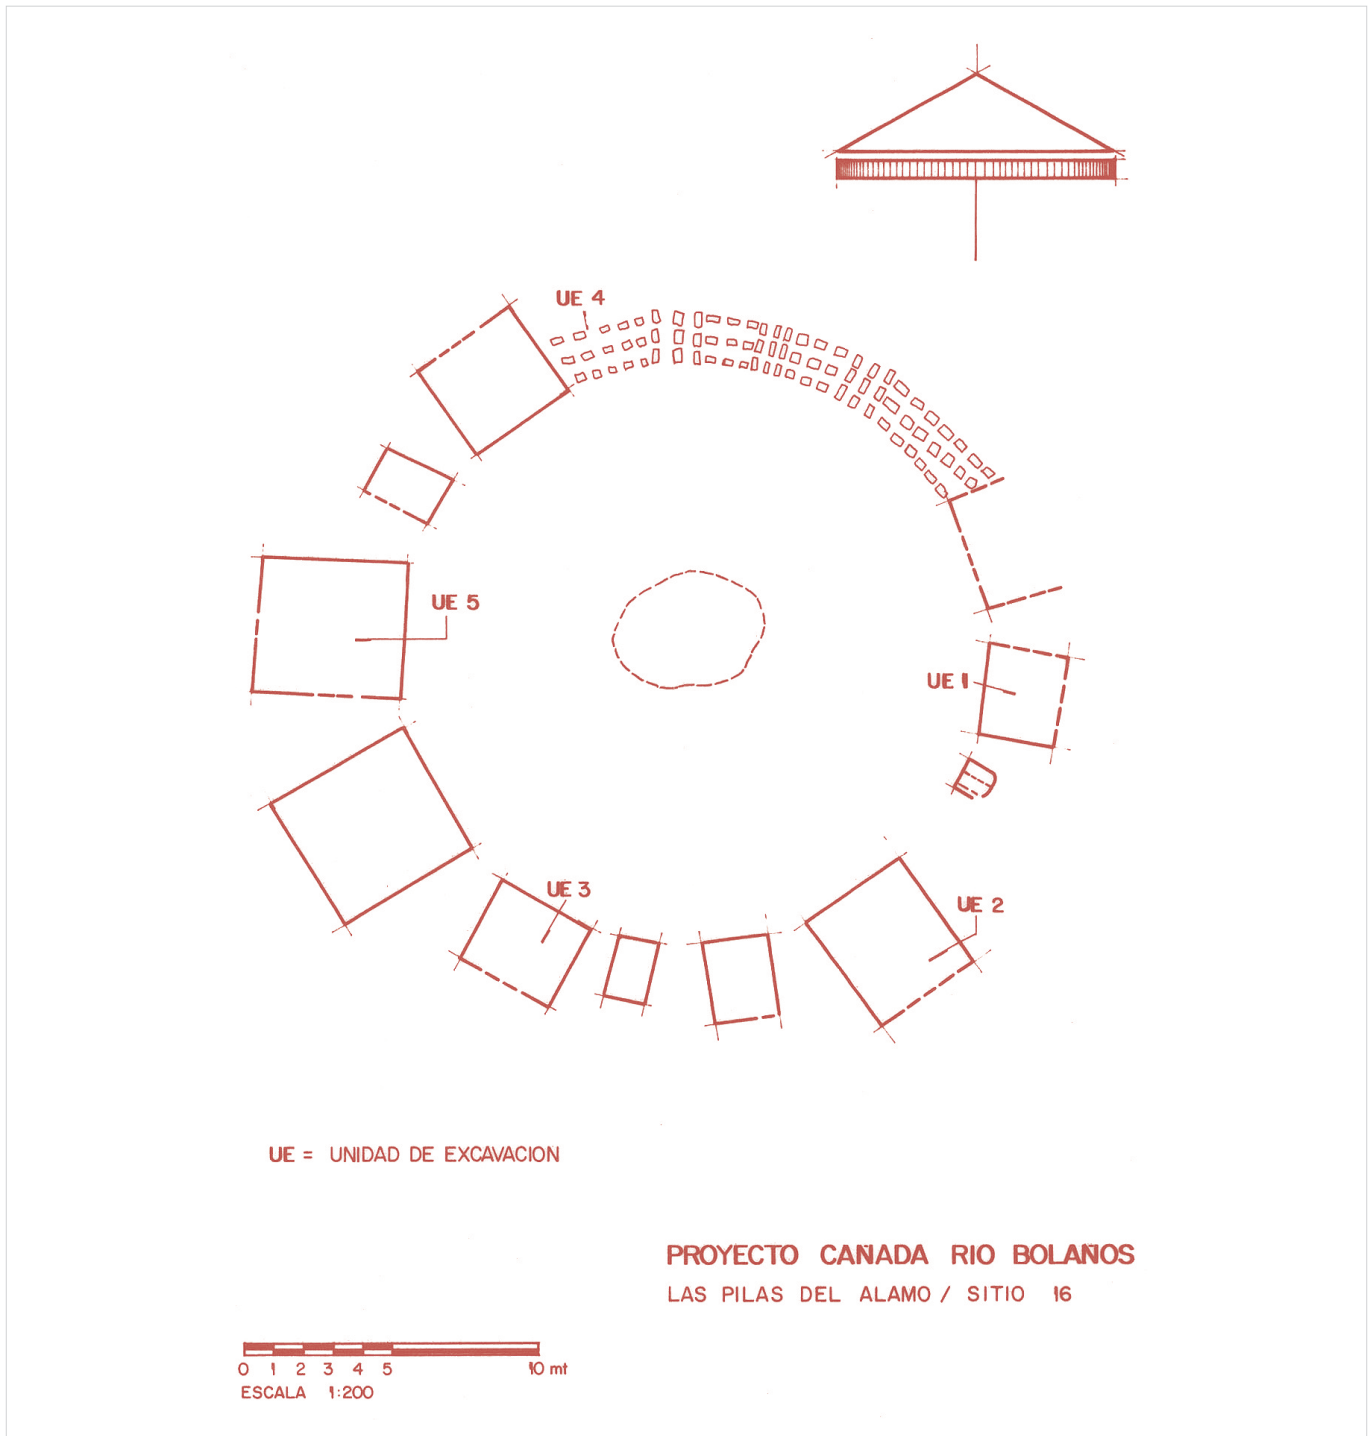 UE 4
UE 5
UE 1
UE 3
UE 2
UE = UNIDAD DE EXCAVACION
PROYECTO CAÑADA RIO BOLAÑOS
LAS PILAS DEL ALAMO / SITIO 16
0 1 2 3 4 5 10 mt
ESCALA 1:200